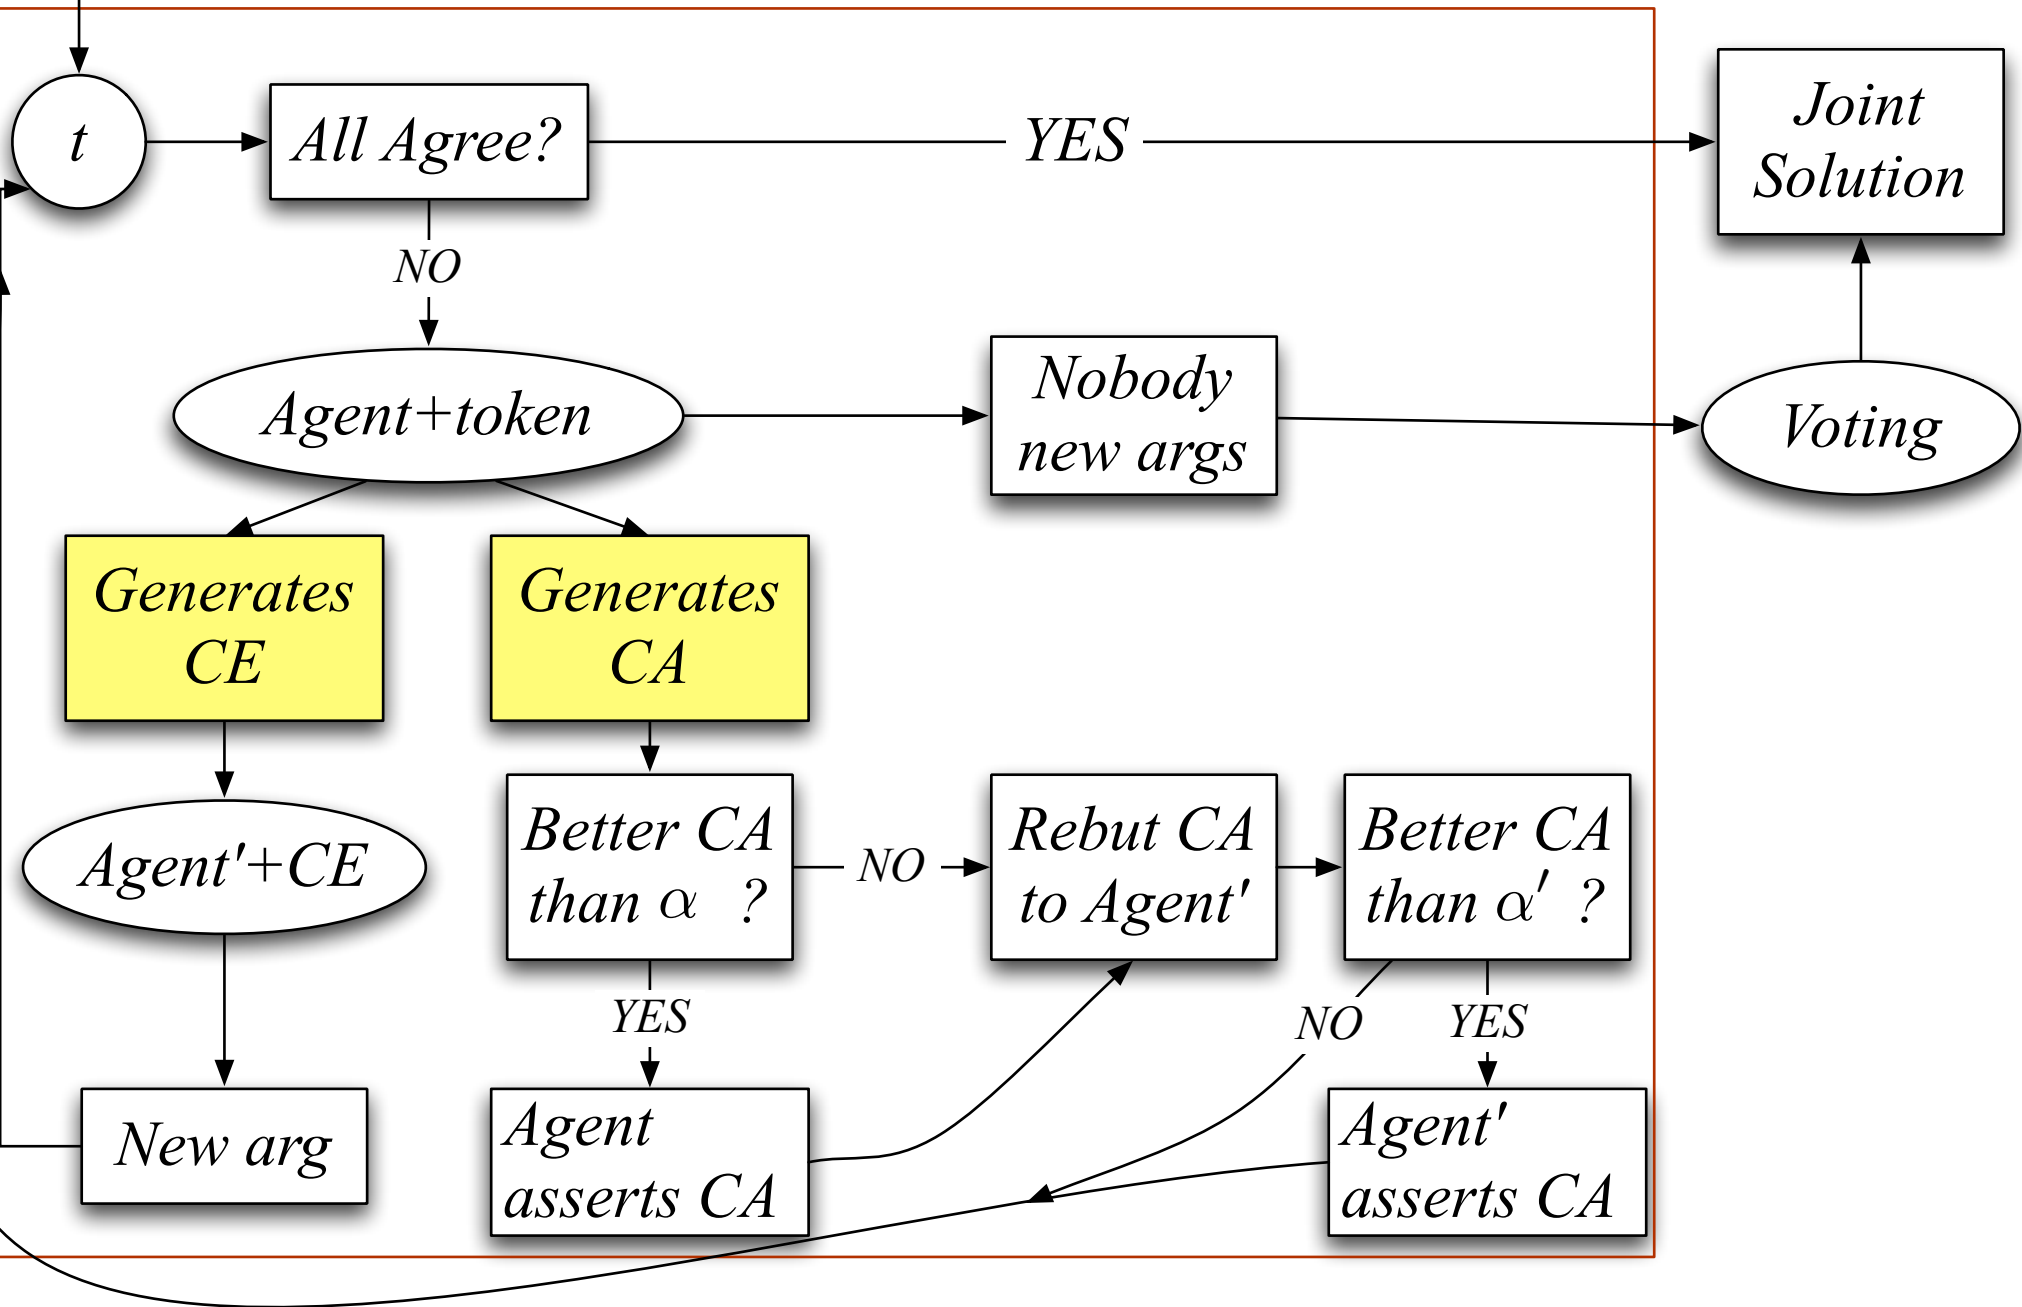 t
All Agree?
YES
Joint
Solution
NO
Agent+token
Nobody
new args
Voting
Generates
CE
Generates
CA
Agent'+CE
Better CA
than α ?
NO
Rebut CA
to Agent'
Better CA
than α′ ?
YES
NO
YES
New arg
Agent
asserts CA
Agent'
asserts CA